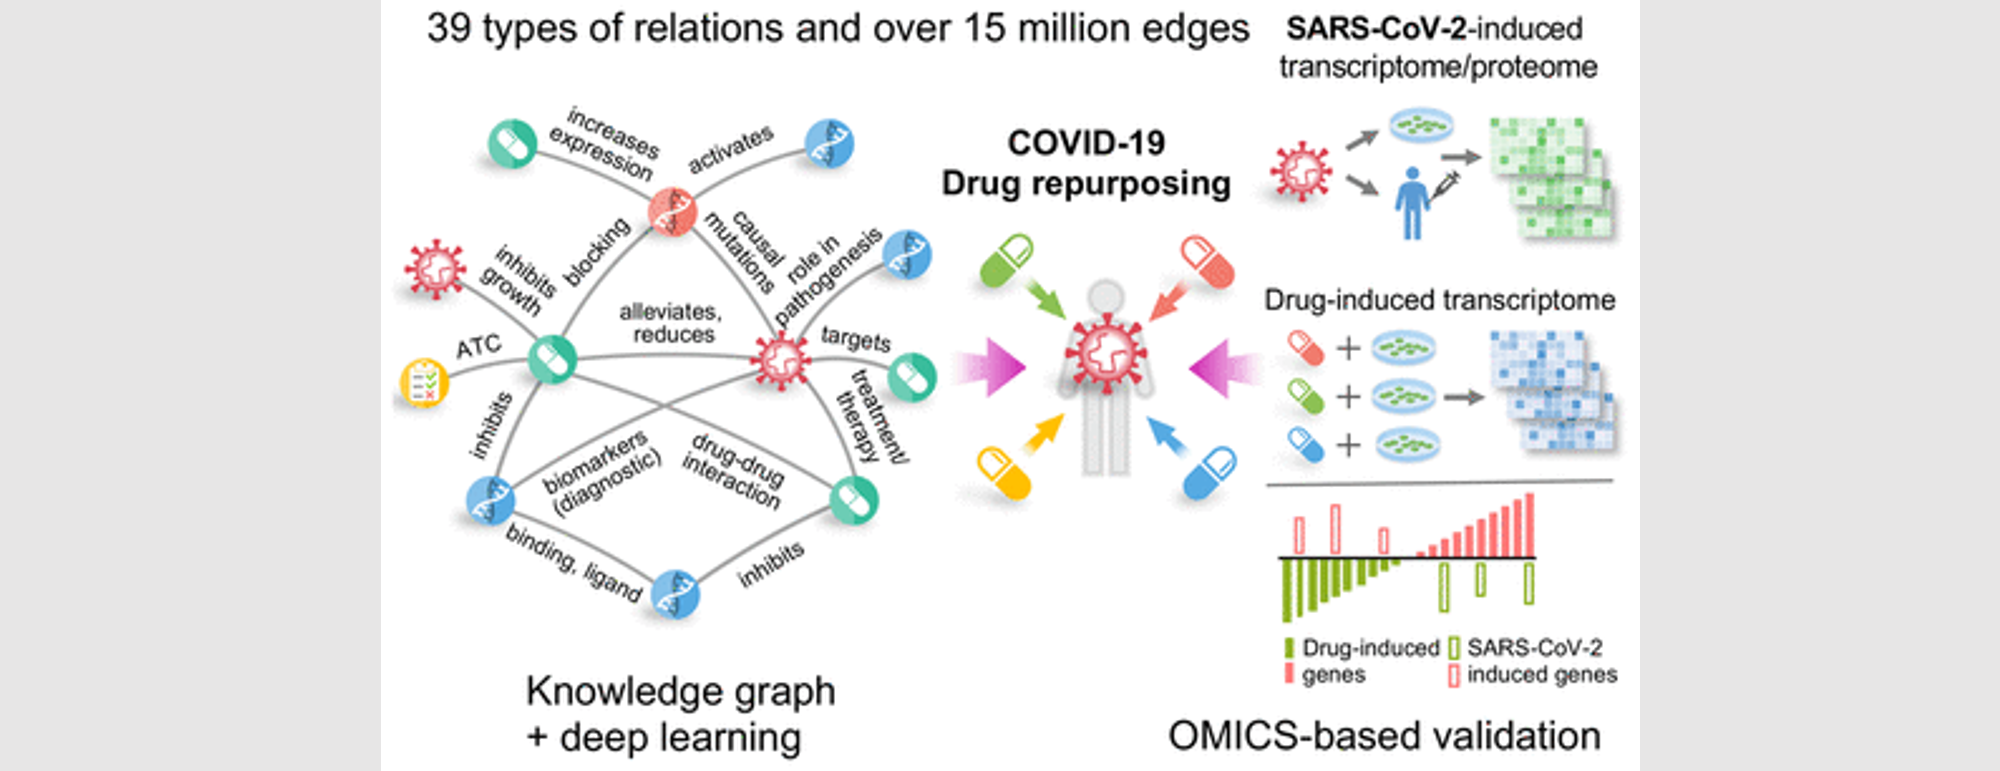 39 types of relations and over 15 million edges
SARS-CoV-2-induced
transcriptome/proteome
increases
expression
activates
COVID-19
Drug repurposing
inhibits
growth
blocking
causal
mutations
role in
pathogenesis
alleviates,
reduces
targets
ATC
Drug-induced transcriptome
+
+
+
inhibits
biomarkers
(diagnostic)
drug-drug
interaction
treatment/
therapy
binding, ligand
inhibits
Drug-induced
genes
SARS-CoV-2
induced genes
Knowledge graph
+ deep learning
OMICS-based validation